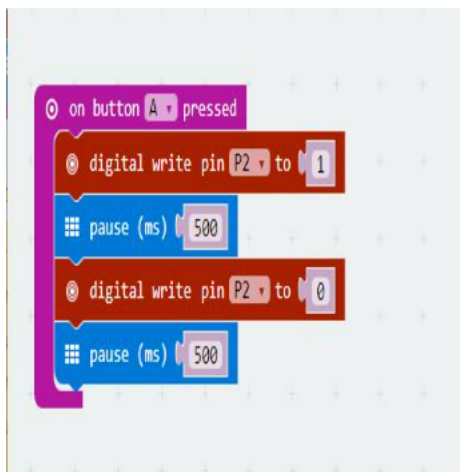 on button A pressed
digital write pin P2 to 1
pause (ms) 500
digital write pin P2 to 0
pause (ms) 500